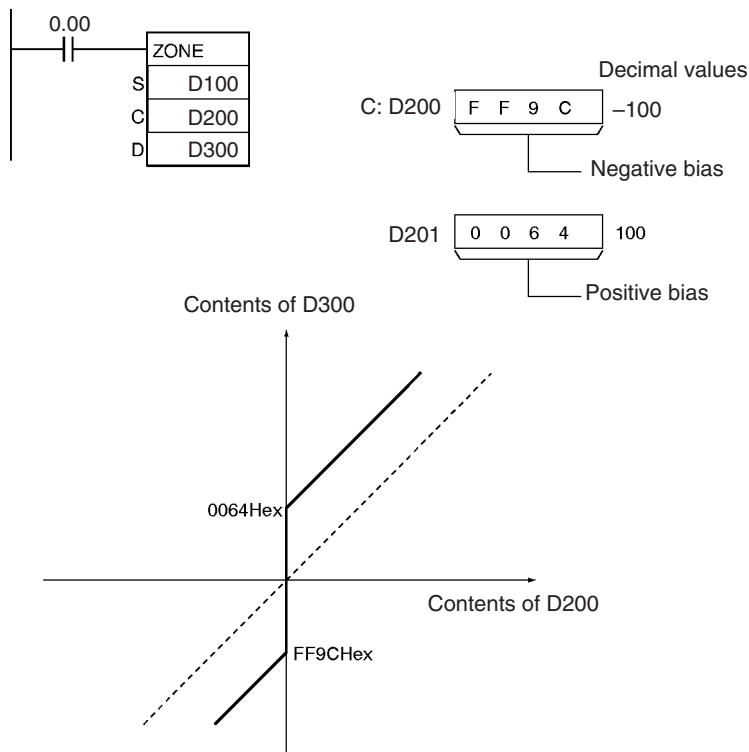 0.00
ZONE
S D100
C D200
D D300
Decimal values
C: D200 F F 9 C –100
Negative bias
D201 0 0 6 4 100
Positive bias
Contents of D300
0064Hex
Contents of D200
FF9CHex